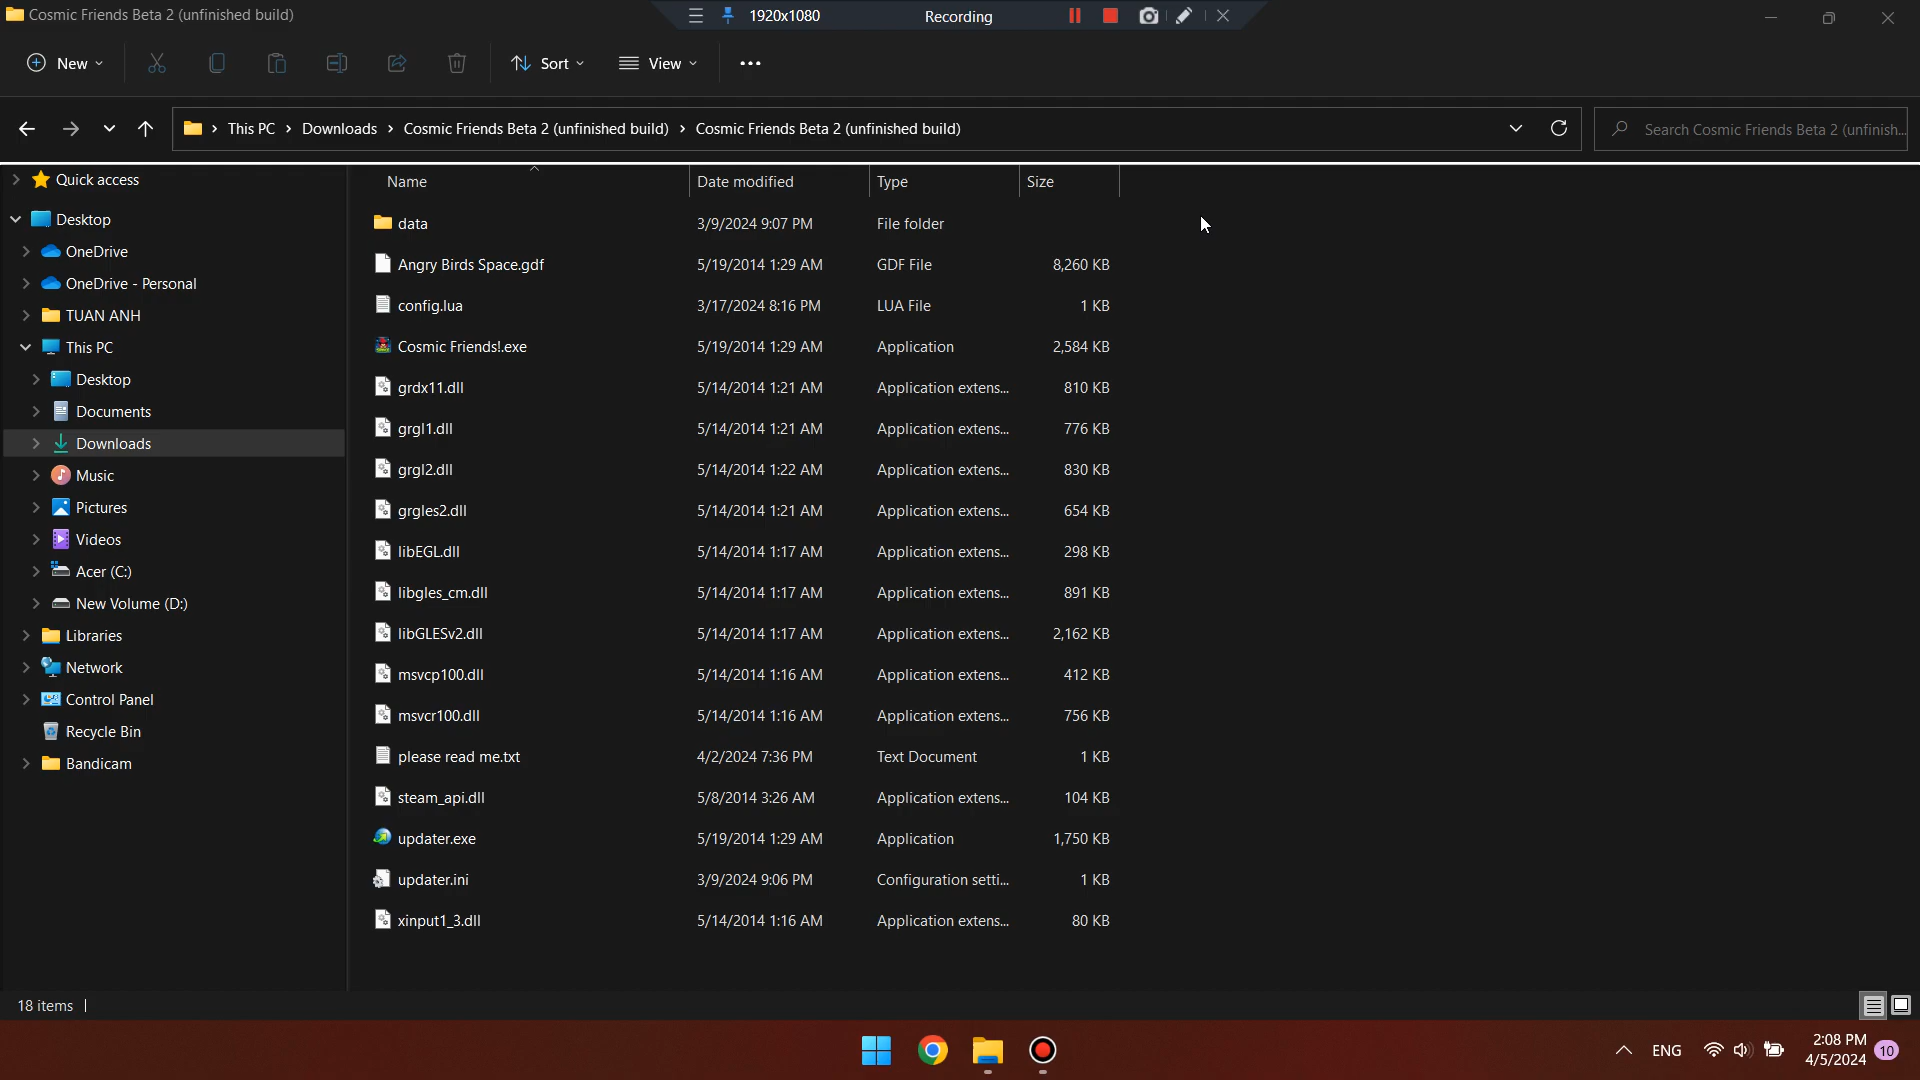 Cosmic Friends Beta 2 (unfinished build)
1920x1080
Recording
New
Sort
View
This PC > Downloads > Cosmic Friends Beta 2 (unfinished build) > Cosmic Friends Beta 2 (unfinished build)
Search Cosmic Friends Beta 2 (unfinish...
Name Date modified Type Size
Quick access
Desktop
OneDrive
OneDrive - Personal
TUAN ANH
This PC
Desktop
Documents
Downloads
Music
Pictures
Videos
Acer (C:)
New Volume (D:)
Libraries
Network
Control Panel
Recycle Bin
Bandicam
data 3/9/2024 9:07 PM File folder
Angry Birds Space.gdf 5/19/2014 1:29 AM GDF File 8,260 KB
config.lua 3/17/2024 8:16 PM LUA File 1 KB
Cosmic Friends!.exe 5/19/2014 1:29 AM Application 2,584 KB
grdx11.dll 5/14/2014 1:21 AM Application extens... 810 KB
grgl1.dll 5/14/2014 1:21 AM Application extens... 776 KB
grgl2.dll 5/14/2014 1:22 AM Application extens... 830 KB
grgles2.dll 5/14/2014 1:21 AM Application extens... 654 KB
libEGL.dll 5/14/2014 1:17 AM Application extens... 298 KB
libgles_cm.dll 5/14/2014 1:17 AM Application extens... 891 KB
libGLESv2.dll 5/14/2014 1:17 AM Application extens... 2,162 KB
msvcp100.dll 5/14/2014 1:16 AM Application extens... 412 KB
msvcr100.dll 5/14/2014 1:16 AM Application extens... 756 KB
please read me.txt 4/2/2024 7:36 PM Text Document 1 KB
steam_api.dll 5/8/2014 3:26 AM Application extens... 104 KB
updater.exe 5/19/2014 1:29 AM Application 1,750 KB
updater.ini 3/9/2024 9:06 PM Configuration setti... 1 KB
xinput1_3.dll 5/14/2014 1:16 AM Application extens... 80 KB
18 items
ENG
2:08 PM
4/5/2024
10